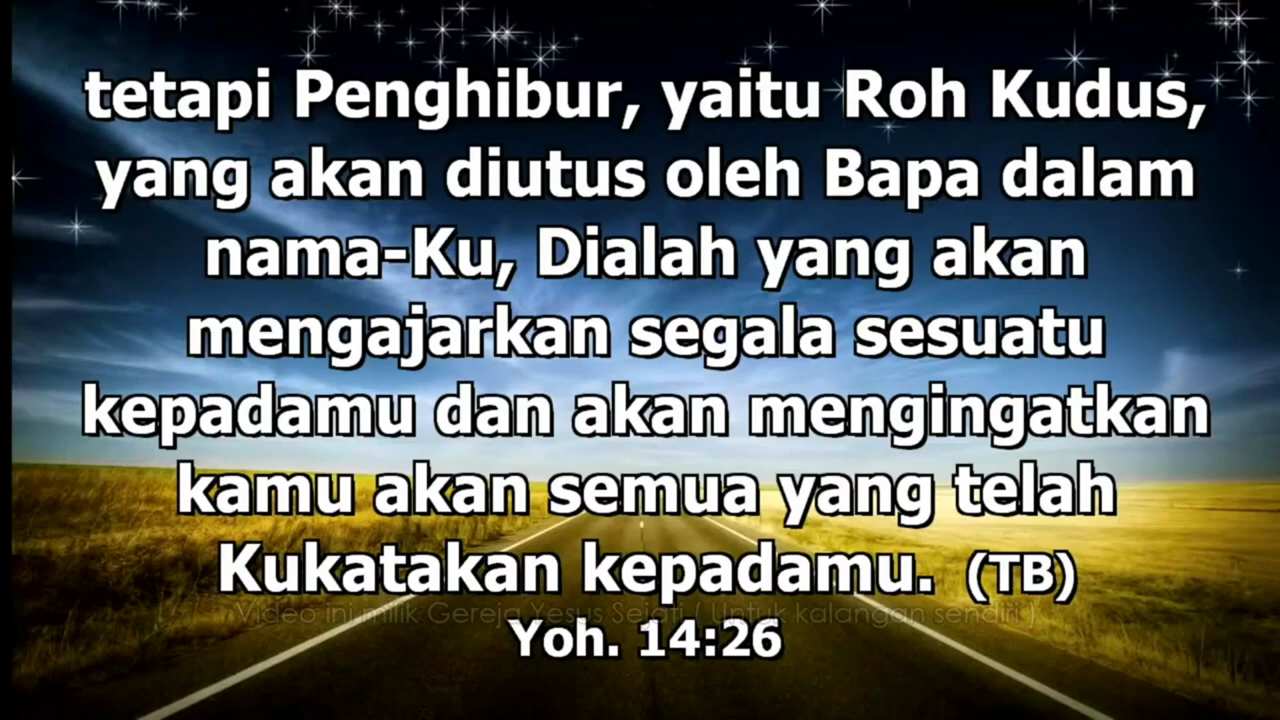 tetapi Penghibur, yaitu Roh Kudus,
yang akan diutus oleh Bapa dalam
nama-Ku, Dialah yang akan
mengajarkan segala sesuatu
kepadamu dan akan mengingatkan
kamu akan semua yang telah
Kukatakan kepadamu. (TB)
Video ini milik Gereja Yesus Sejati ( Untuk kalangan sendiri )
Yoh. 14:26